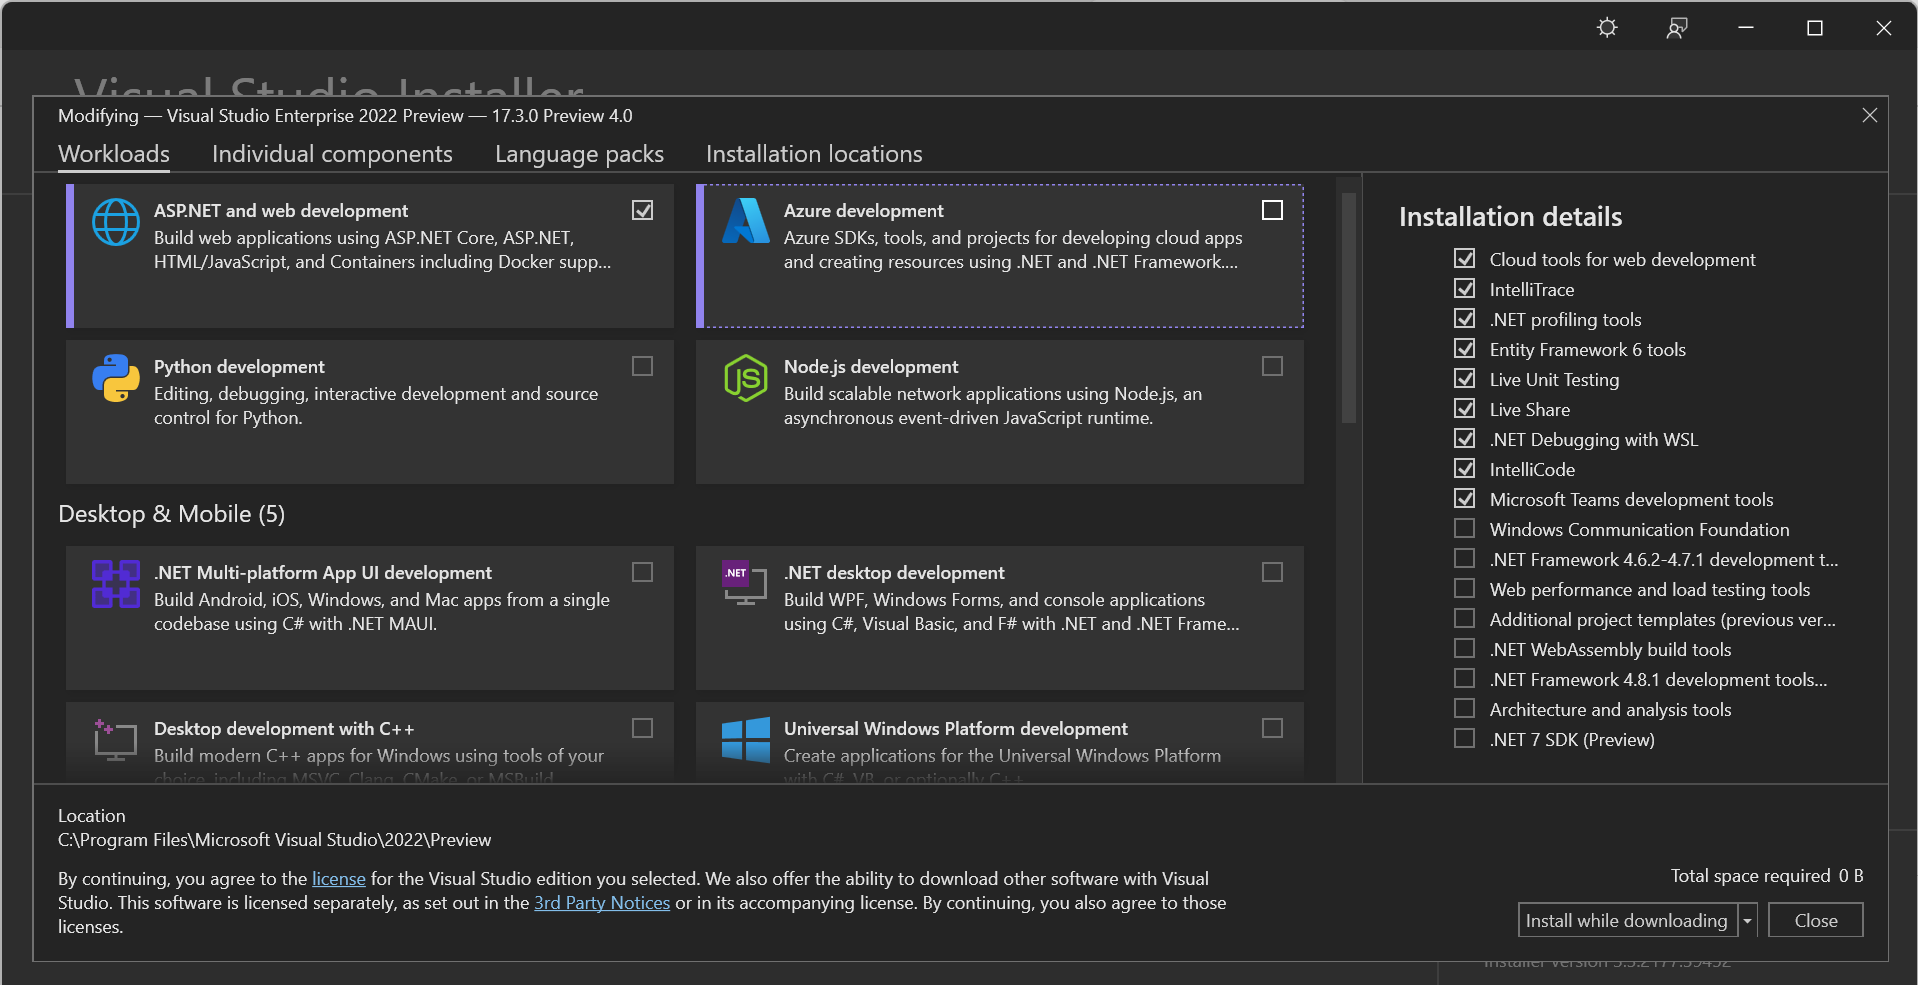 Visual Studio Installer
Modifying — Visual Studio Enterprise 2022 Preview — 17.3.0 Preview 4.0
Workloads Individual components Language packs Installation locations
ASP.NET and web development
Build web applications using ASP.NET Core, ASP.NET,
HTML/JavaScript, and Containers including Docker supp...
Azure development
Azure SDKs, tools, and projects for developing cloud apps
and creating resources using .NET and .NET Framework....
Python development
Editing, debugging, interactive development and source
control for Python.
JS
Node.js development
Build scalable network applications using Node.js, an
asynchronous event-driven JavaScript runtime.
Desktop & Mobile (5)
.NET Multi-platform App UI development
Build Android, iOS, Windows, and Mac apps from a single
codebase using C# with .NET MAUI.
.NET
.NET desktop development
Build WPF, Windows Forms, and console applications
using C#, Visual Basic, and F# with .NET and .NET Frame...
Desktop development with C++
Build modern C++ apps for Windows using tools of your
choice, including MSVC, Clang, CMake, or MSBuild.
Universal Windows Platform development
Create applications for the Universal Windows Platform
with C#, VB, or optionally C++.
Installation details
Cloud tools for web development
IntelliTrace
.NET profiling tools
Entity Framework 6 tools
Live Unit Testing
Live Share
.NET Debugging with WSL
IntelliCode
Microsoft Teams development tools
Windows Communication Foundation
.NET Framework 4.6.2-4.7.1 development t...
Web performance and load testing tools
Additional project templates (previous ver...
.NET WebAssembly build tools
.NET Framework 4.8.1 development tools...
Architecture and analysis tools
.NET 7 SDK (Preview)
Location
C:\Program Files\Microsoft Visual Studio\2022\Preview
By continuing, you agree to the license for the Visual Studio edition you selected. We also offer the ability to download other software with Visual
Studio. This software is licensed separately, as set out in the 3rd Party Notices or in its accompanying license. By continuing, you also agree to those
licenses.
Total space required 0 B
Install while downloading
Close
Installer version